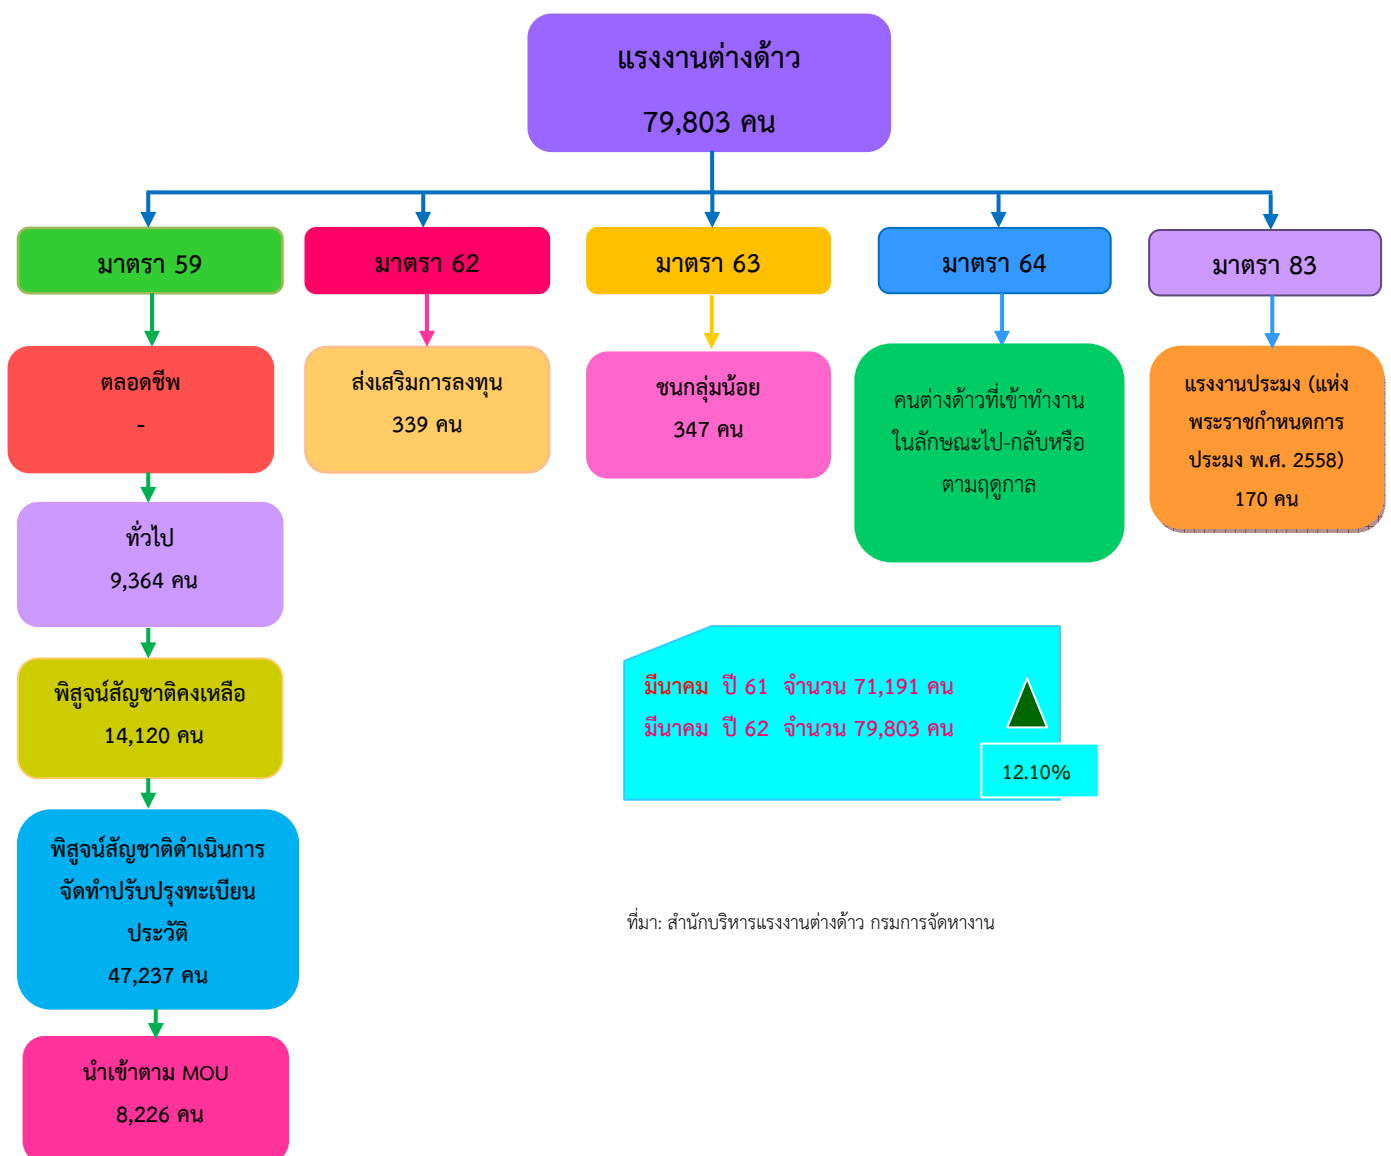 แรงงานต่างด้าว
79,803 คน
มาตรา 59
มาตรา 62
มาตรา 63
มาตรา 64
มาตรา 83
ตลอดชีพ
-
ส่งเสริมการลงทุน
339 คน
ชนกลุ่มน้อย
347 คน
คนต่างด้าวที่เข้าทำงาน
ในลักษณะไป-กลับหรือ
ตามฤดูกาล
แรงงานประมง (แห่ง
พระราชกำหนดการ
ประมง พ.ศ. 2558)
170 คน
ทั่วไป
9,364 คน
พิสูจน์สัญชาติคงเหลือ
14,120 คน
มีนาคม ปี 61 จำนวน 71,191 คน
มีนาคม ปี 62 จำนวน 79,803 คน
12.10%
พิสูจน์สัญชาติดำเนินการ
จัดทำปรับปรุงทะเบียน
ประวัติ
47,237 คน
ที่มา: สำนักบริหารแรงงานต่างด้าว กรมการจัดหางาน
นำเข้าตาม MOU
8,226 คน